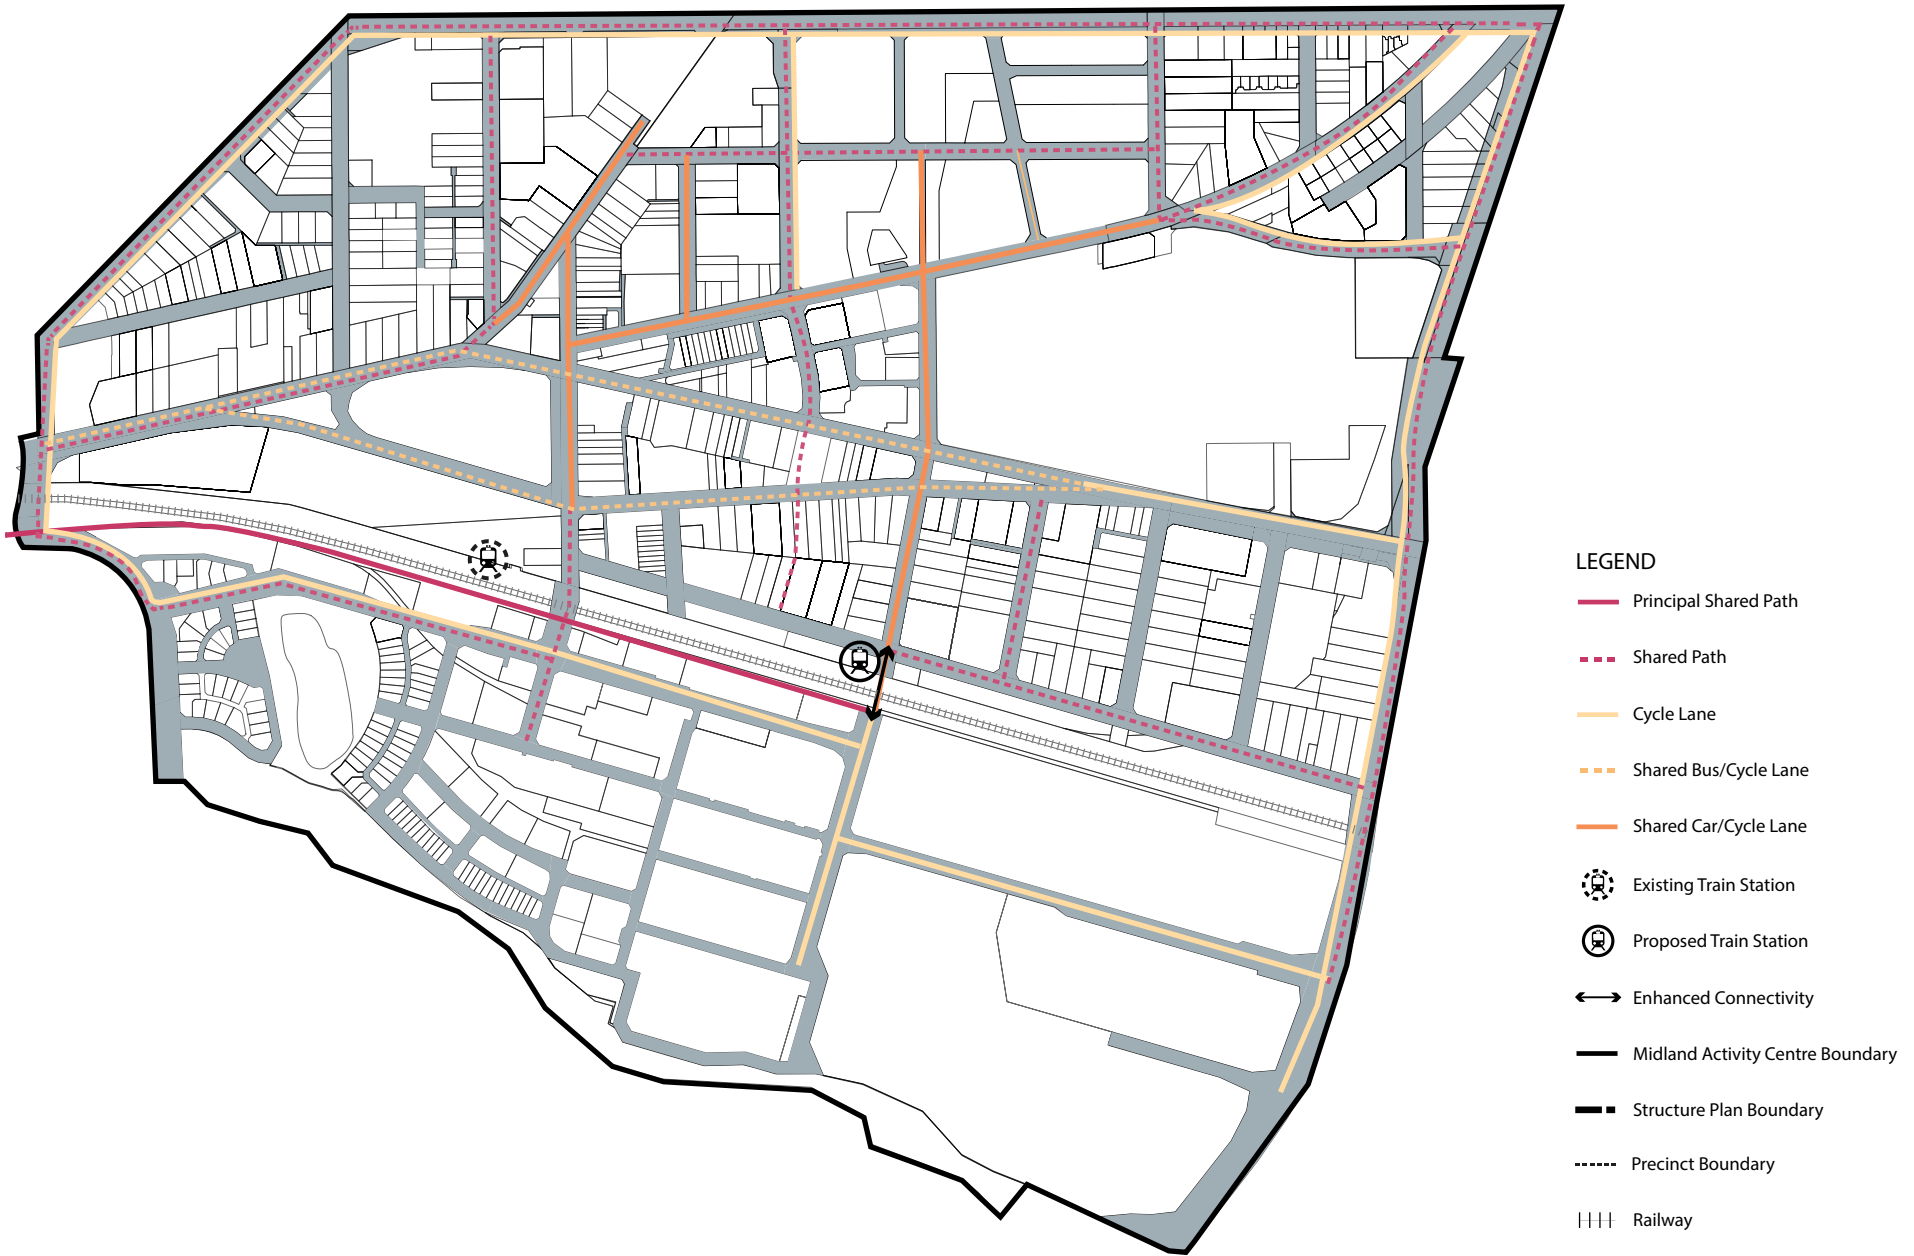 LEGEND
Principal Shared Path
Shared Path
Cycle Lane
Shared Bus/Cycle Lane
Shared Car/Cycle Lane
Existing Train Station
Proposed Train Station
Enhanced Connectivity
Midland Activity Centre Boundary
Structure Plan Boundary
Precinct Boundary
Railway